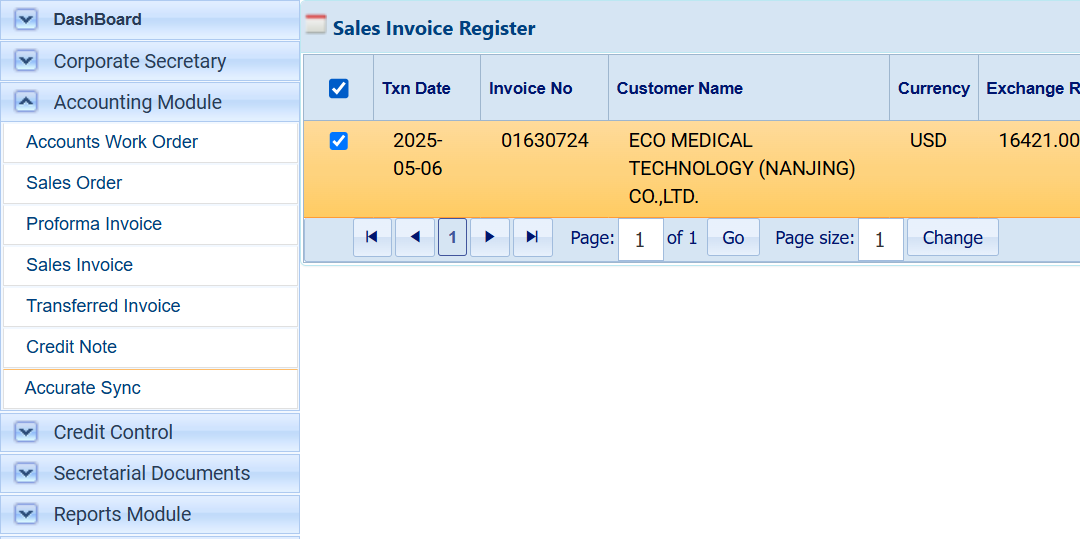 DashBoard
Corporate Secretary
Accounting Module
Accounts Work Order
Sales Order
Proforma Invoice
Sales Invoice
Transferred Invoice
Credit Note
Accurate Sync
Credit Control
Secretarial Documents
Reports Module
Sales Invoice Register
Txn Date Invoice No Customer Name Currency Exchange R
2025-
05-06
01630724
ECO MEDICAL
TECHNOLOGY (NANJING)
CO.,LTD.
USD
16421.00
1 Page: 1 of 1 Go Page size: 1 Change